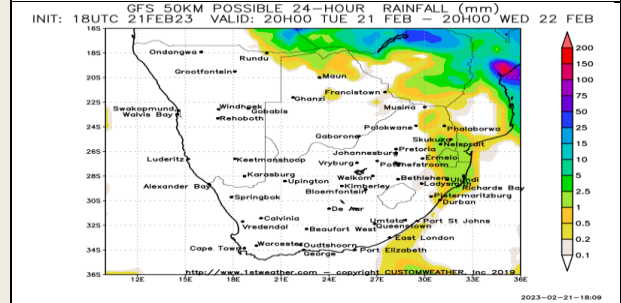 GFS 50KM POSSIBLE 24-HOUR RAINFALL (mm)
INIT: 18UTC 21FEB23 VALID: 20H00 TUE 21 FEB - 20H00 WED 22 FEB
16S
18S
20S
22S
24S
26S
28S
30S
32S
34S
36S
12E
15E
18E
21E
24E
27E
30E
33E
36E
Ondangwa
Rundu
Grootfontein
Maun
Francistown
Ghanzi
Windhoek
Gobabis
Swakopmund
Walvis Bay
Rehoboth
Musina
Polokwane
Phalaborwa
Gaborone
Skukuza
Nelspruit
Pretoria
Johannesburg
Ermelo
Luderitz
Keetmanshoop
Vryburg
Potchefstroom
Karasburg
Upington
Welkom
Bethlehem
Ulundi
Alexander Bay
Kimberley
Ladysmith
Richards Bay
Bloemfontein
Springbok
Pietermaritzburg
Durban
De Aar
Calvinia
Umtata
Port St Johns
Vredendal
Beaufort West
Queenstown
East London
Cape Town
Worcester
Oudtshoorn
George
Port Elizabeth
http://www.1stweather.com - copyright CUSTOMWEATHER, Inc 2019
200
150
100
75
50
25
15
10
5
2.5
1
0.5
0.2
0.1
2023-02-21-18:09